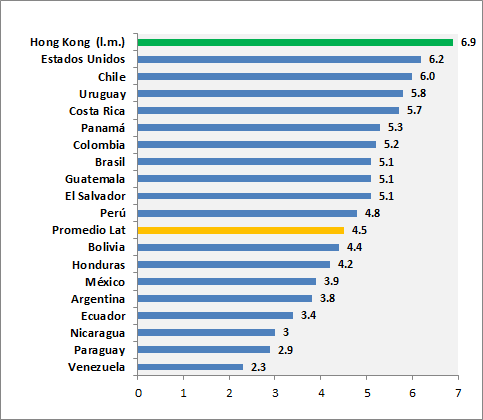 Hong Kong (l.m.) 6.9
Estados Unidos 6.2
Chile 6.0
Uruguay 5.8
Costa Rica 5.7
Panamá 5.3
Colombia 5.2
Brasil 5.1
Guatemala 5.1
El Salvador 5.1
Perú 4.8
Promedio Lat 4.5
Bolivia 4.4
Honduras 4.2
México 3.9
Argentina 3.8
Ecuador 3.4
Nicaragua 3
Paraguay 2.9
Venezuela 2.3
0 1 2 3 4 5 6 7